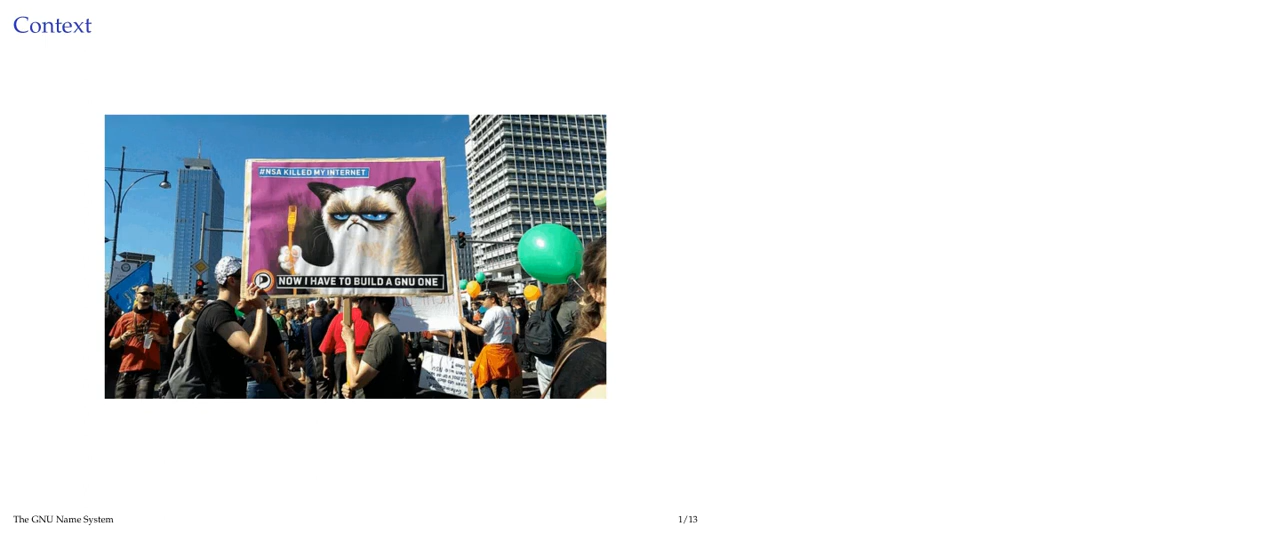 Context
#NSA KILLED MY INTERNET
NOW I HAVE TO BUILD A GNU ONE
The GNU Name System
1/13